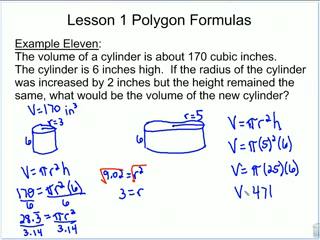 Lesson 1 Polygon Formulas
Example Eleven:
The volume of a cylinder is about 170 cubic inches.
The cylinder is 6 inches high. If the radius of the cylinder
was increased by 2 inches but the height remained the
same, what would be the volume of the new cylinder?
V=170 in³
r=3
6
r=5
6
V=πr²h
170/6 = πr²(6)/6
28.3/3.14 = πr²/3.14
√9.02 = √r²
3=r
V=πr²h
V=π(5)²(6)
V=π(25)(6)
V=471